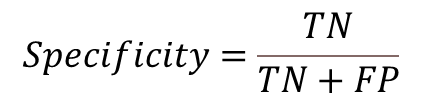 Specificity = TN / TN + FP